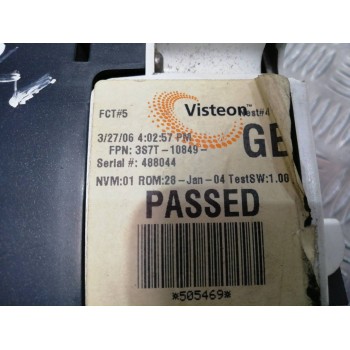 FCT#5 Visteon Test#4
3/27/06 4:02:57 PM
FPN: 3S7T-10849- GE
Serial #: 488044
NVM:01 ROM:28-Jan-04 TestSW:1.00
PASSED
*505469*